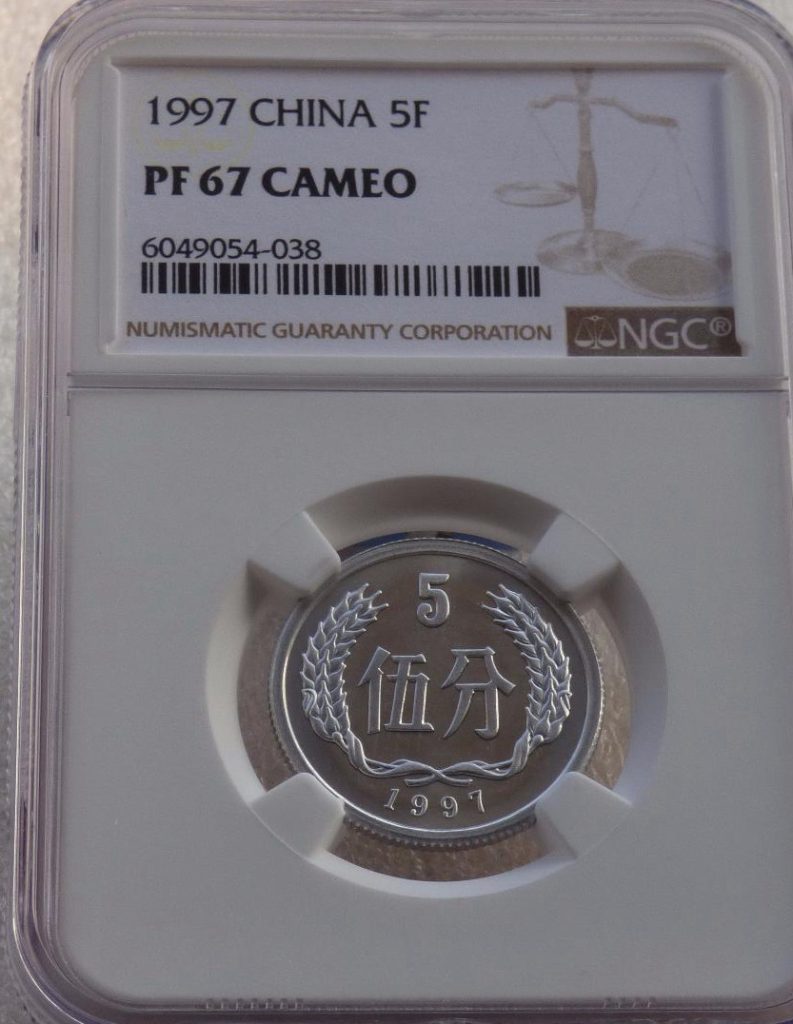 1997 CHINA 5F
PF 67 CAMEO
6049054-038
NUMISMATIC GUARANTY CORPORATION
NGC®
5
伍分
1997